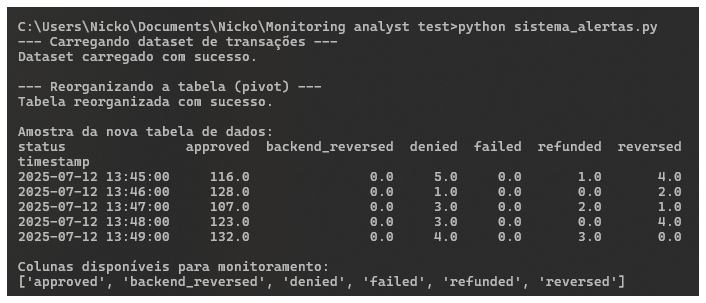 C:\Users\Nicko\Documents\Nicko\Monitoring analyst test>python sistema_alertas.py
--- Carregando dataset de transações ---
Dataset carregado com sucesso.
--- Reorganizando a tabela (pivot) ---
Tabela reorganizada com sucesso.
Amostra da nova tabela de dados:
status approved backend_reversed denied failed refunded reversed
timestamp
2025-07-12 13:45:00 116.0 0.0 5.0 0.0 1.0 4.0
2025-07-12 13:46:00 128.0 0.0 1.0 0.0 0.0 2.0
2025-07-12 13:47:00 107.0 0.0 3.0 0.0 2.0 1.0
2025-07-12 13:48:00 123.0 0.0 3.0 0.0 0.0 4.0
2025-07-12 13:49:00 132.0 0.0 4.0 0.0 3.0 0.0
Colunas disponíveis para monitoramento:
['approved', 'backend_reversed', 'denied', 'failed', 'refunded', 'reversed']